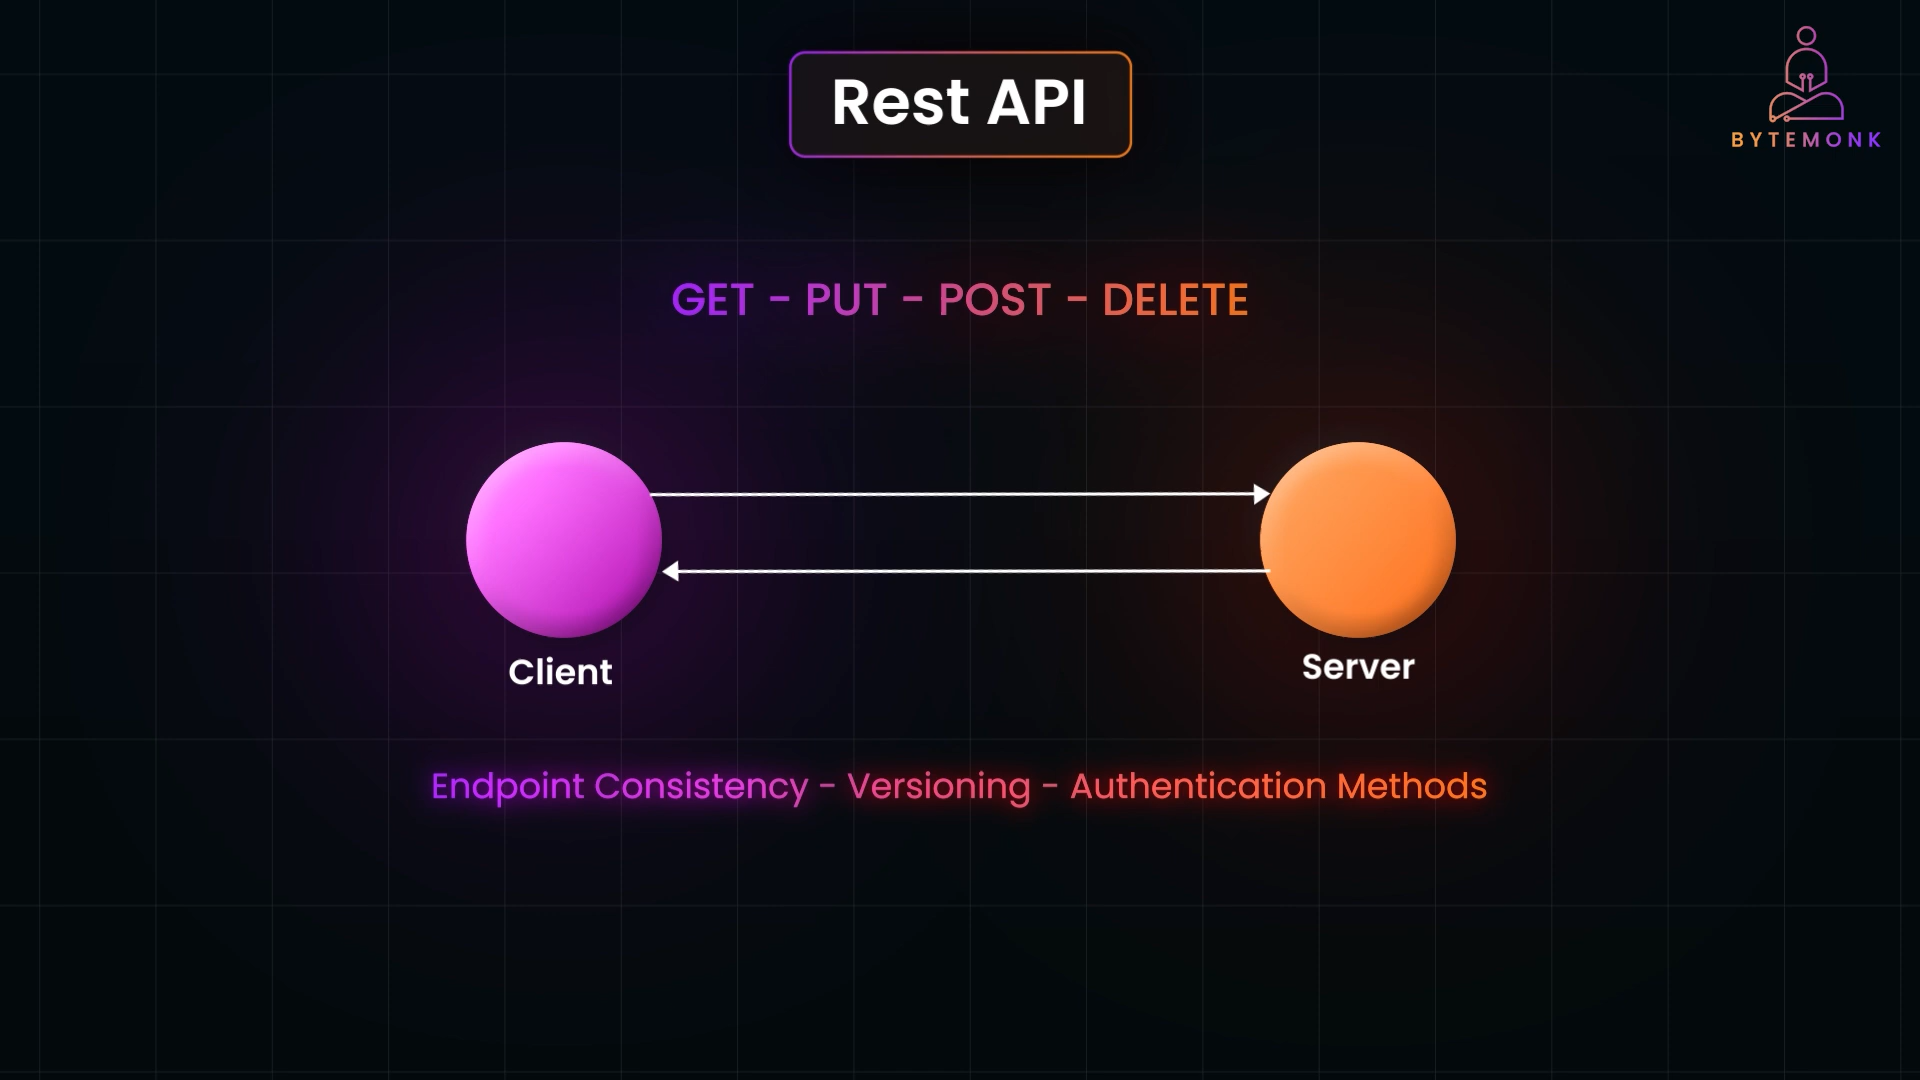 Rest API
BYTEMONK
GET - PUT - POST - DELETE
Client
Server
Endpoint Consistency - Versioning - Authentication Methods